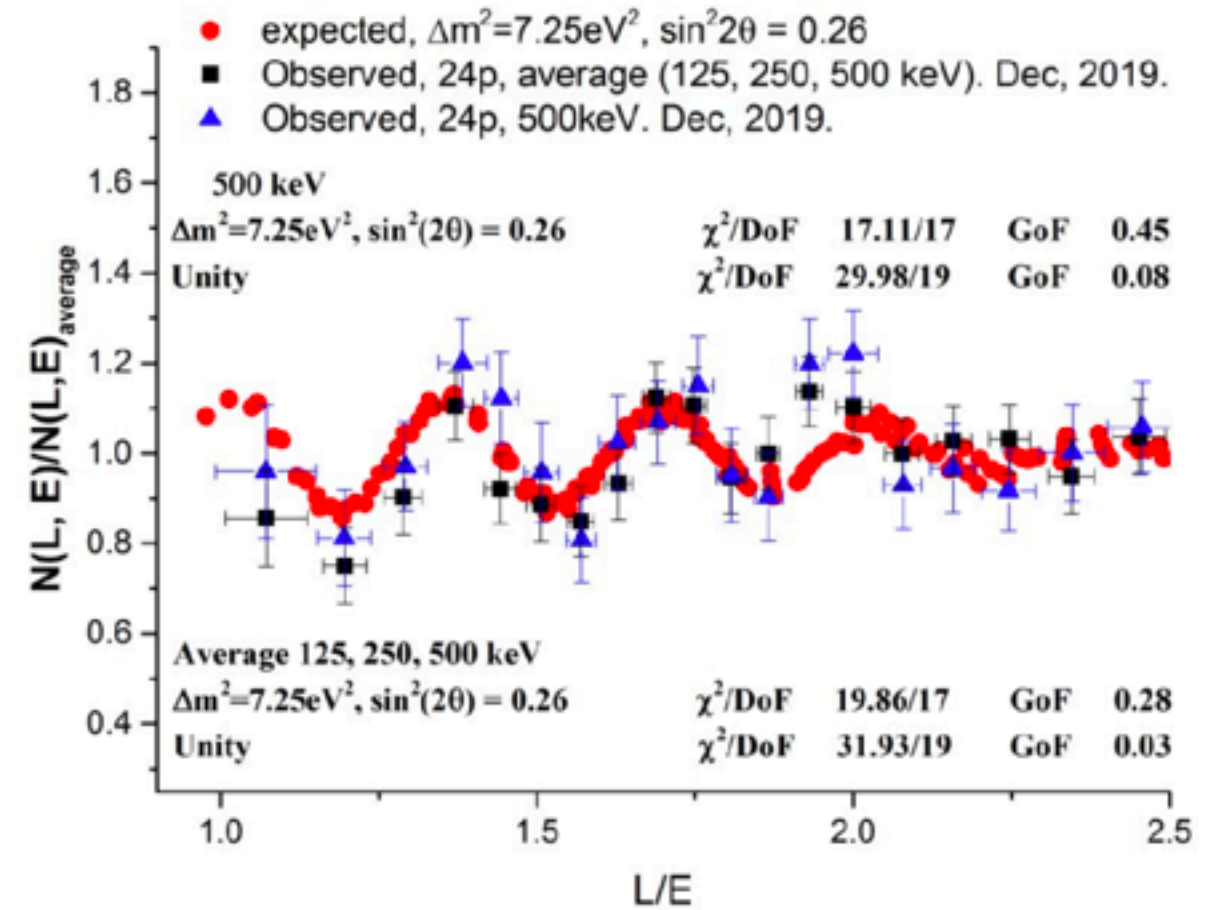 expected, Δm²=7.25eV², sin²2θ = 0.26
Observed, 24p, average (125, 250, 500 keV). Dec, 2019.
Observed, 24p, 500keV. Dec, 2019.
1.8
1.6
1.4
1.2
1.0
0.8
0.6
0.4
N(L, E)/N(L,E)average
500 keV
Δm²=7.25eV², sin²(2θ) = 0.26 χ²/DoF 17.11/17 GoF 0.45
Unity χ²/DoF 29.98/19 GoF 0.08
Average 125, 250, 500 keV
Δm²=7.25eV², sin²(2θ) = 0.26 χ²/DoF 19.86/17 GoF 0.28
Unity χ²/DoF 31.93/19 GoF 0.03
1.0 1.5 2.0 2.5
L/E